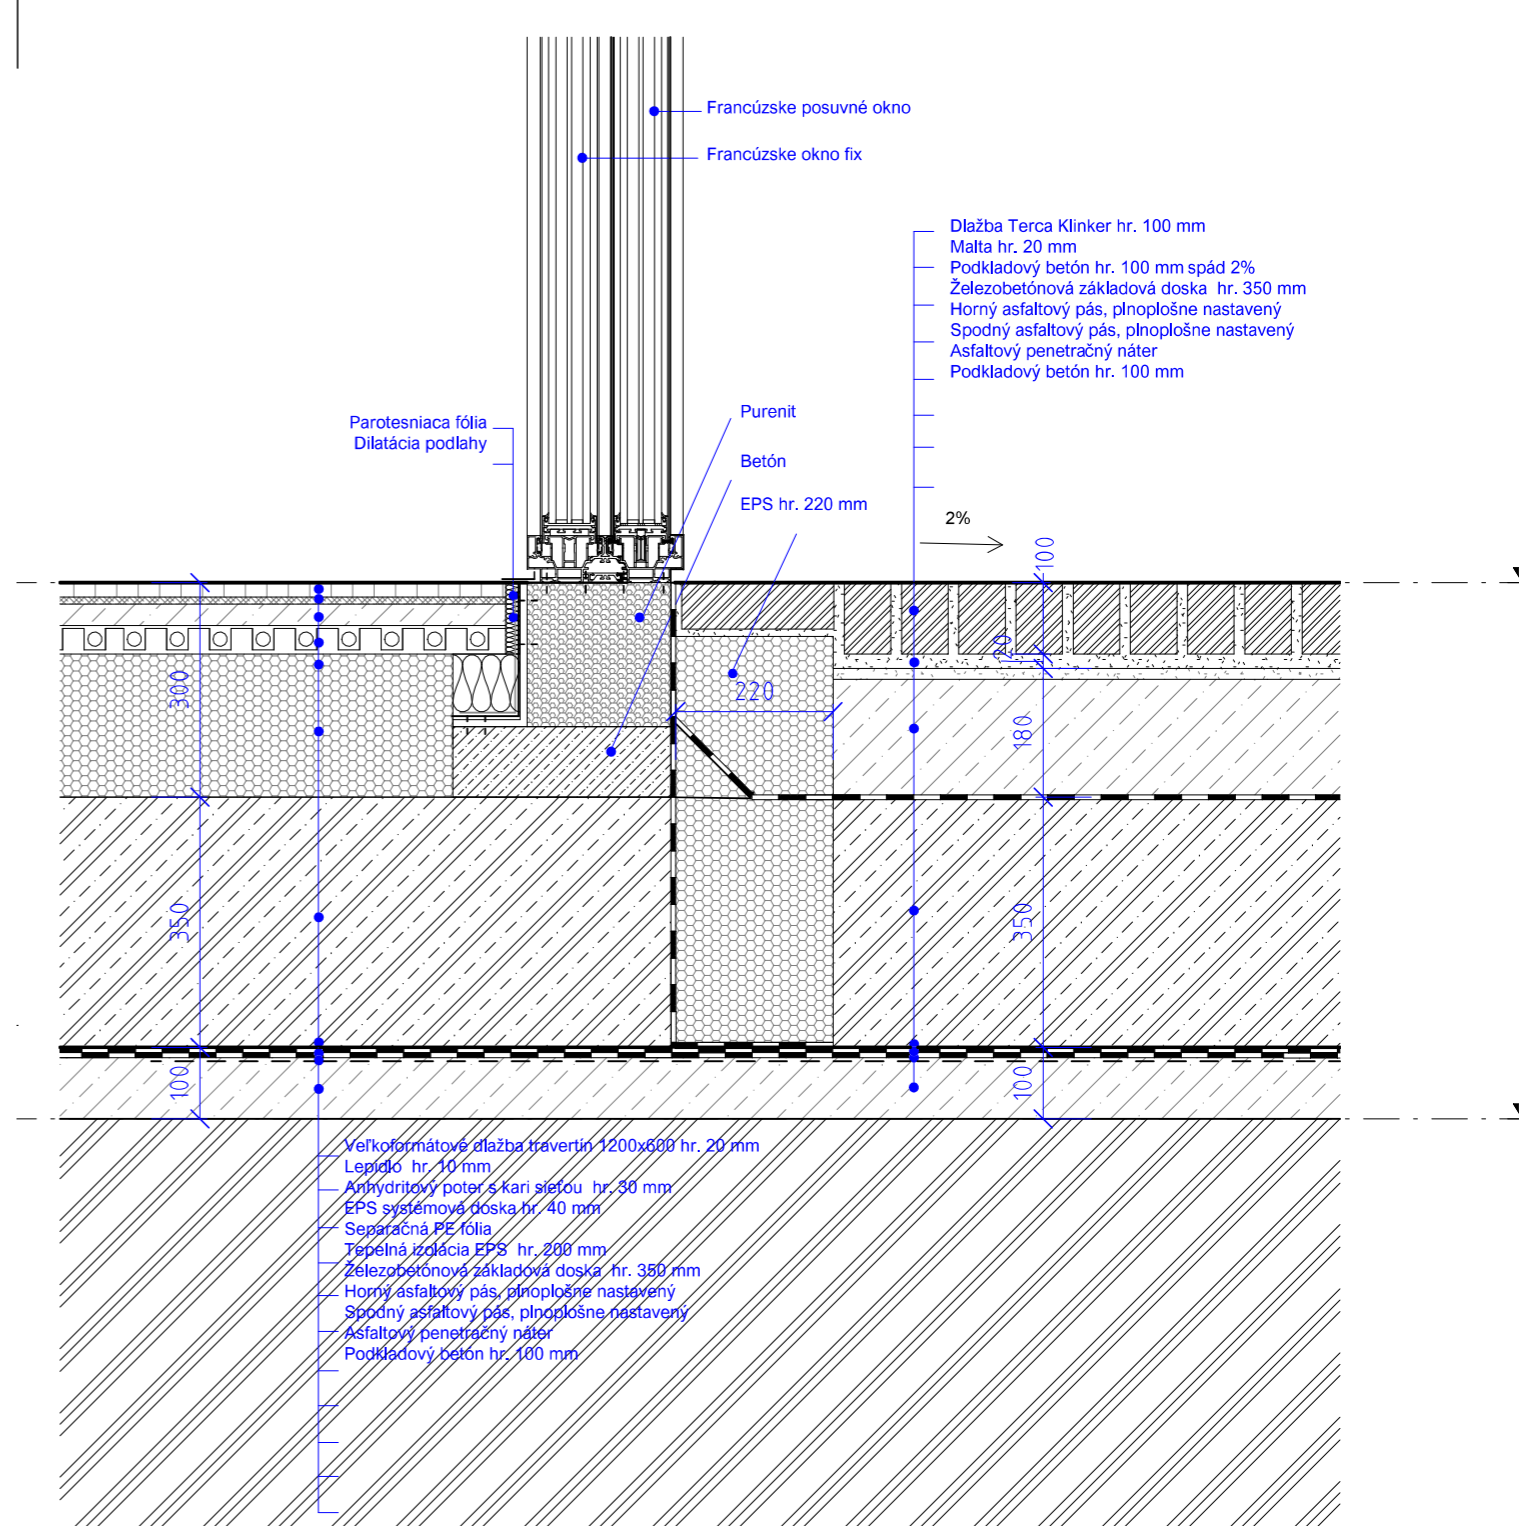 Francúzske posuvné okno
Francúzske okno fix
Dlažba Terca Klinker hr. 100 mm
Malta hr. 20 mm
Podkladový betón hr. 100 mm spád 2%
Železobetónová základová doska hr. 350 mm
Horný asfaltový pás, plnoplošne nastavený
Spodný asfaltový pás, plnoplošne nastavený
Asfaltový penetračný náter
Podkladový betón hr. 100 mm
Parotesniaca fólia
Dilatácia podlahy
Purenit
Betón
EPS hr. 220 mm
2%
100
20
300
220
180
350
350
100
100
Veľkoformátové dlažba travertín 1200x600 hr. 20 mm
Lepidlo hr. 10 mm
Anhydritový poter s kari sieťou hr. 30 mm
EPS systémová doska hr. 40 mm
Separačná PE fólia
Tepelná izolácia EPS hr. 200 mm
Železobetónová základová doska hr. 350 mm
Horný asfaltový pás, plnoplošne nastavený
Spodný asfaltový pás, plnoplošne nastavený
Asfaltový penetračný náter
Podkladový betón hr. 100 mm